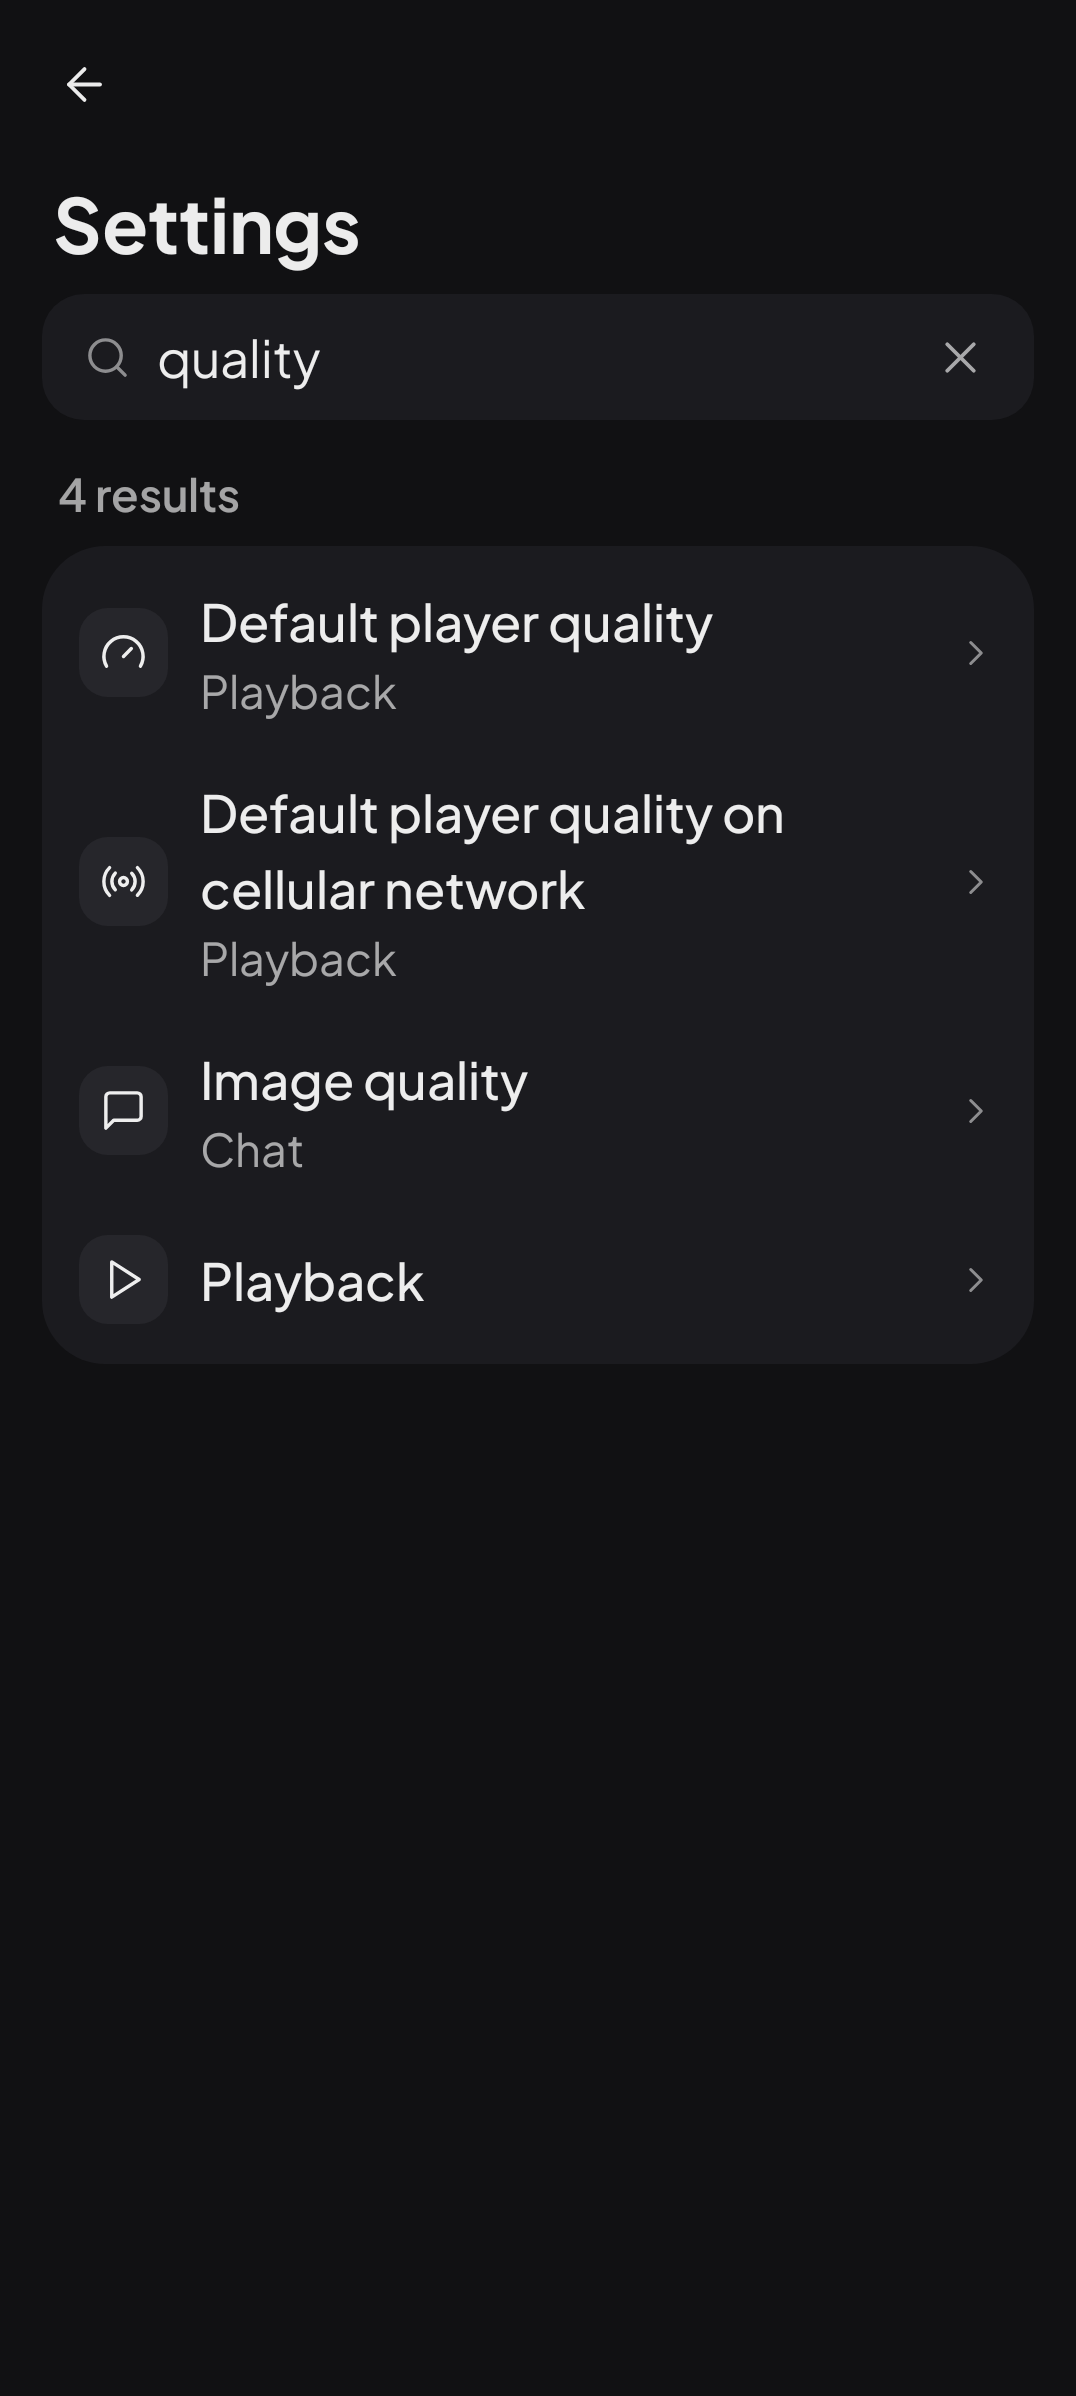 Settings
quality
4 results
Default player quality
Playback
Default player quality on
cellular network
Playback
Image quality
Chat
Playback